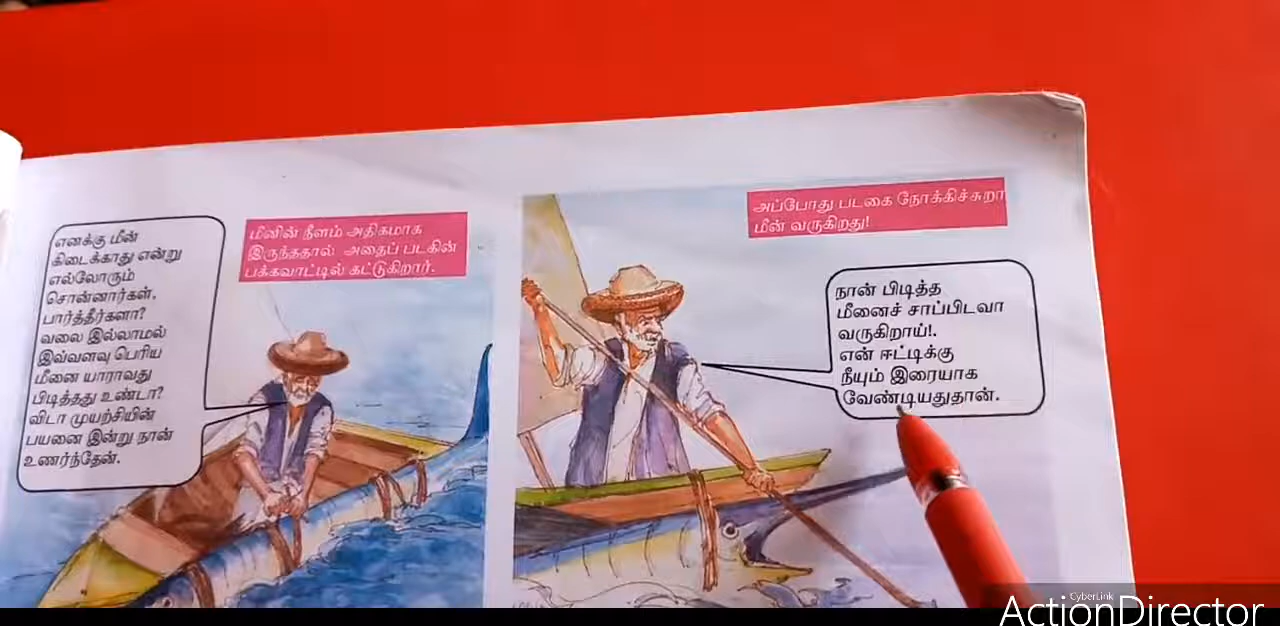 எனக்கு மீன்
கிடைக்காது என்று
எல்லோரும்
சொன்னார்கள்.
பார்த்தீர்களா?
வலை இல்லாமல்
இவ்வளவு பெரிய
மீனை யாராவது
பிடித்தது உண்டா?
விடா முயற்சியின்
பயனை இன்று நான்
உணர்ந்தேன்.
மீனின் நீளம் அதிகமாக
இருந்ததால் அதைப் படகின்
பக்கவாட்டில் கட்டுகிறார்.
அப்போது படகை நோக்கிச்சுறா
மீன் வருகிறது!
நான் பிடித்த
மீனைச் சாப்பிடவா
வருகிறாய்!.
என் ஈட்டிக்கு
நீயும் இரையாக
வேண்டியதுதான்.
CyberLink
ActionDirector